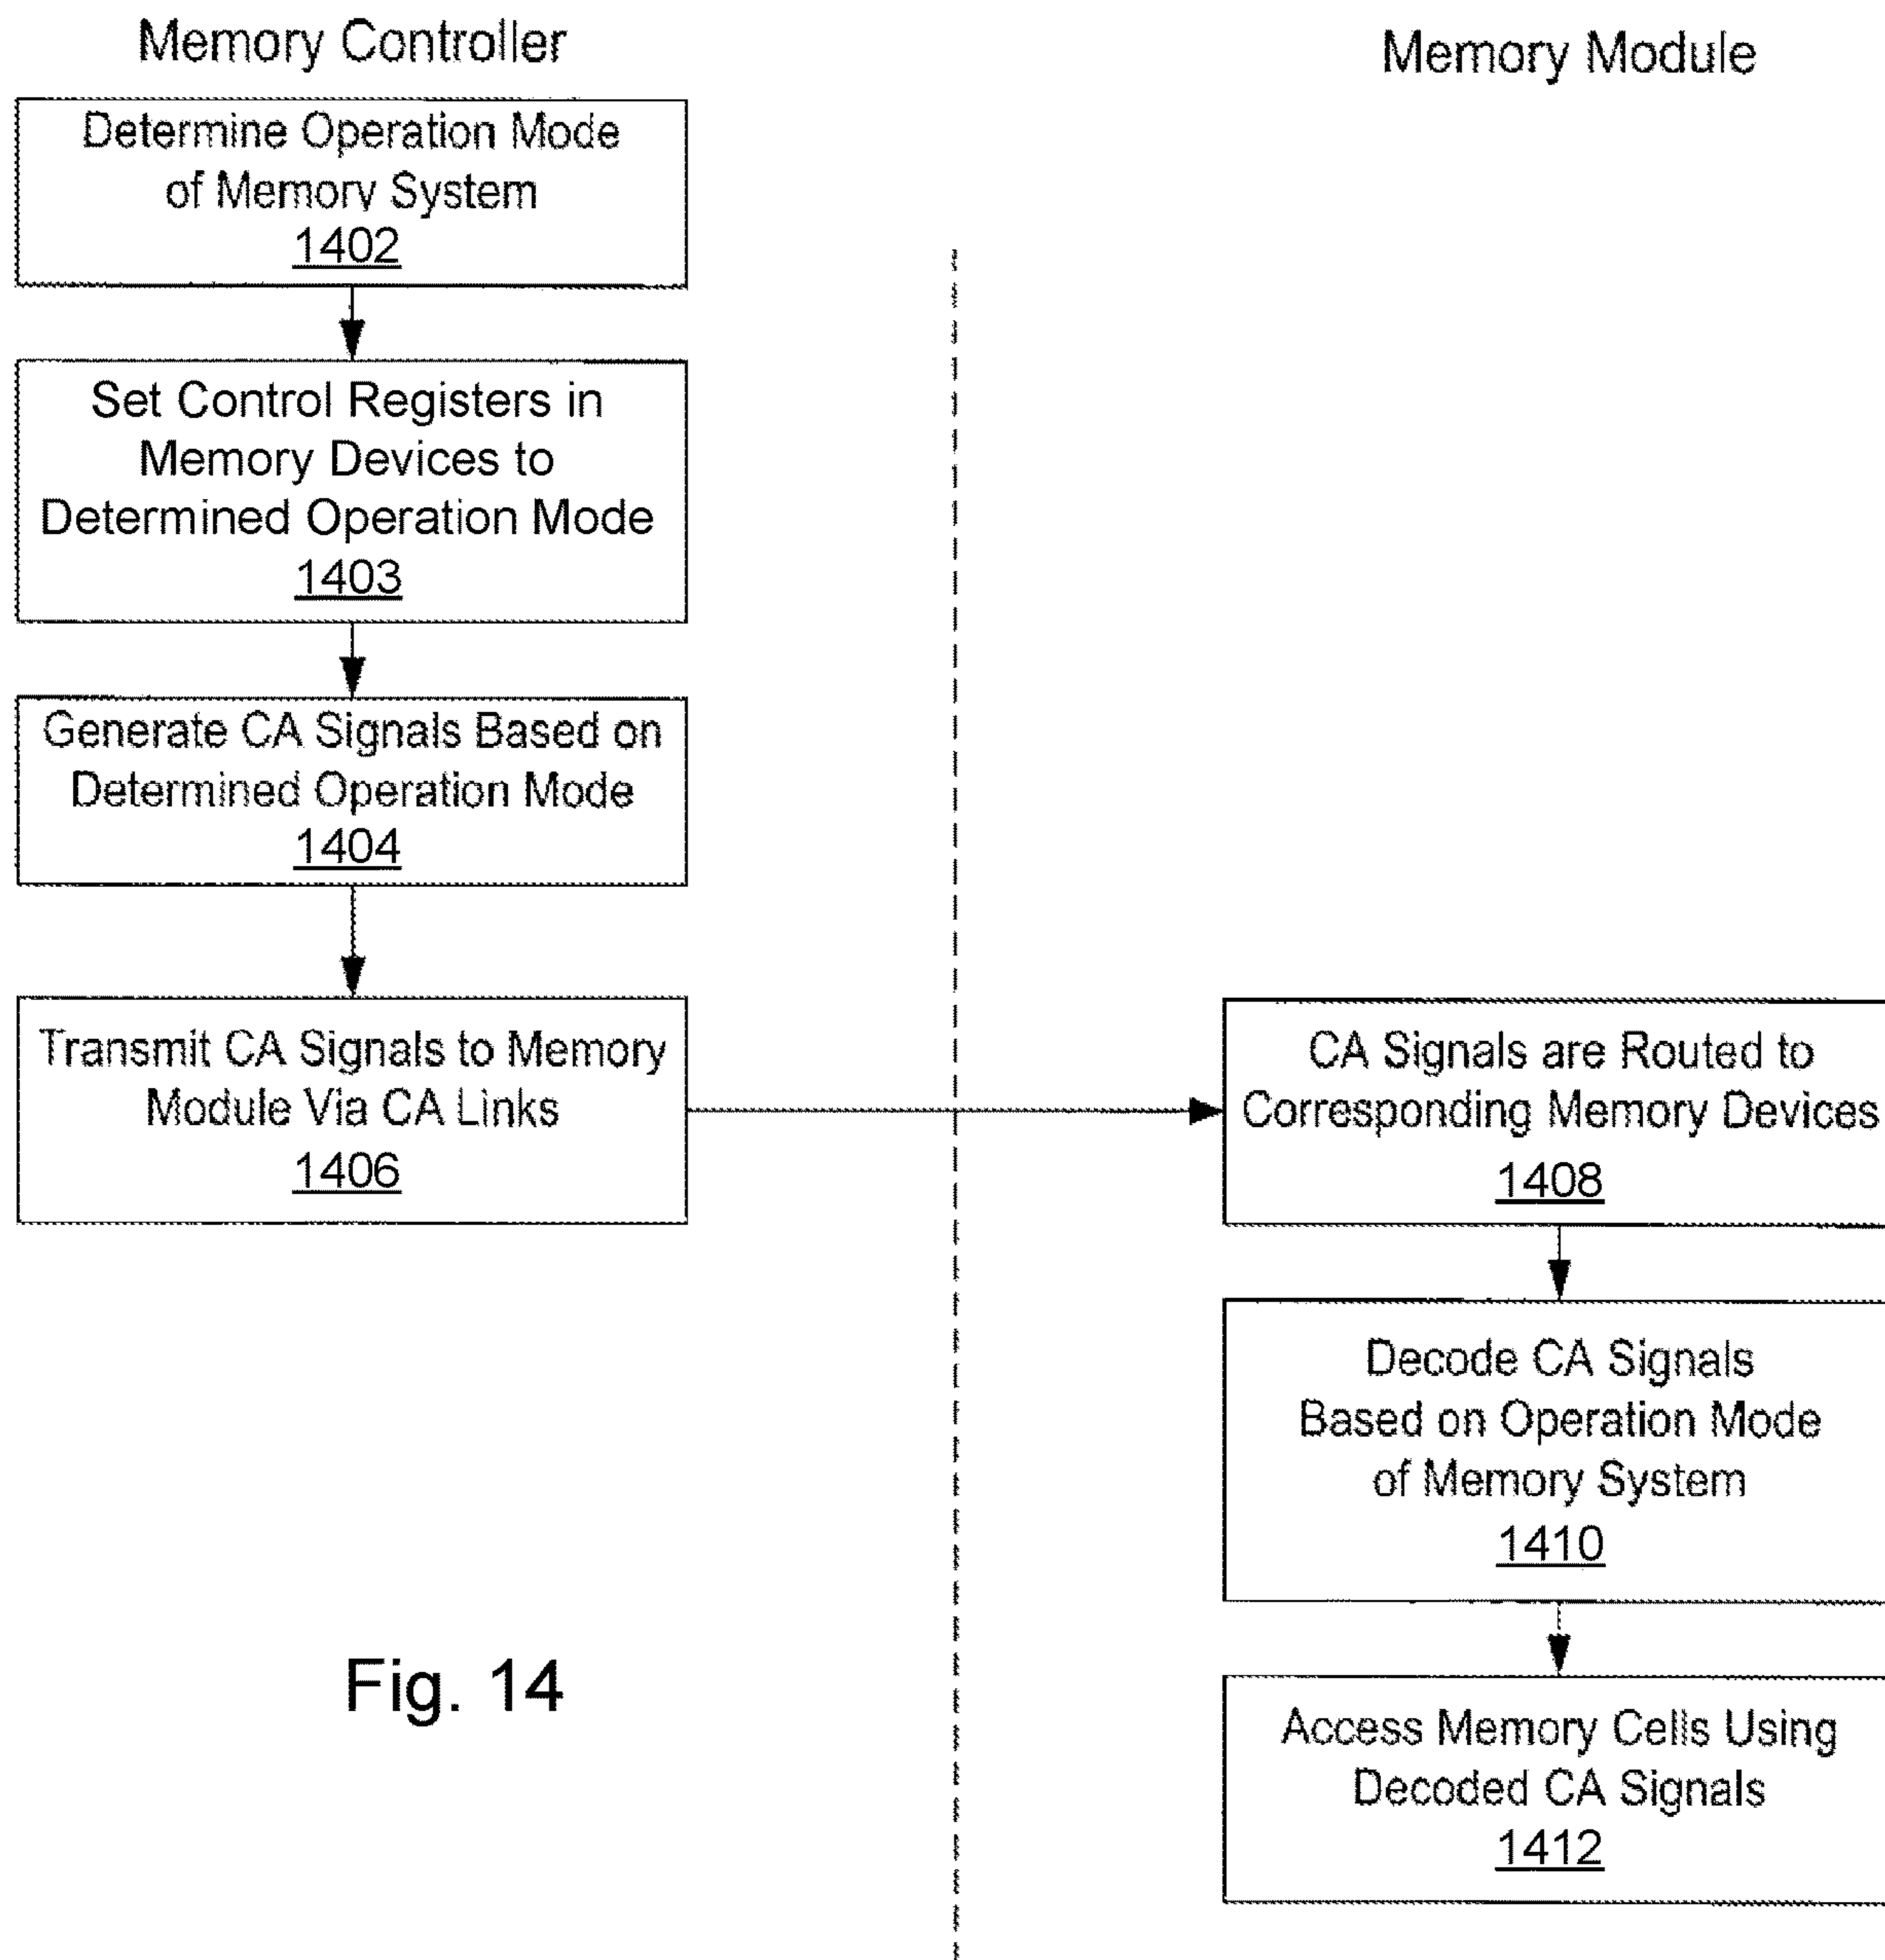 Memory Controller
Determine Operation Mode
of Memory System
1402
Set Control Registers in
Memory Devices to
Determined Operation Mode
1403
Generate CA Signals Based on
Determined Operation Mode
1404
Transmit CA Signals to Memory
Module Via CA Links
1406
Memory Module
CA Signals are Routed to
Corresponding Memory Devices
1408
Decode CA Signals
Based on Operation Mode
of Memory System
1410
Access Memory Cells Using
Decoded CA Signals
1412
Fig. 14